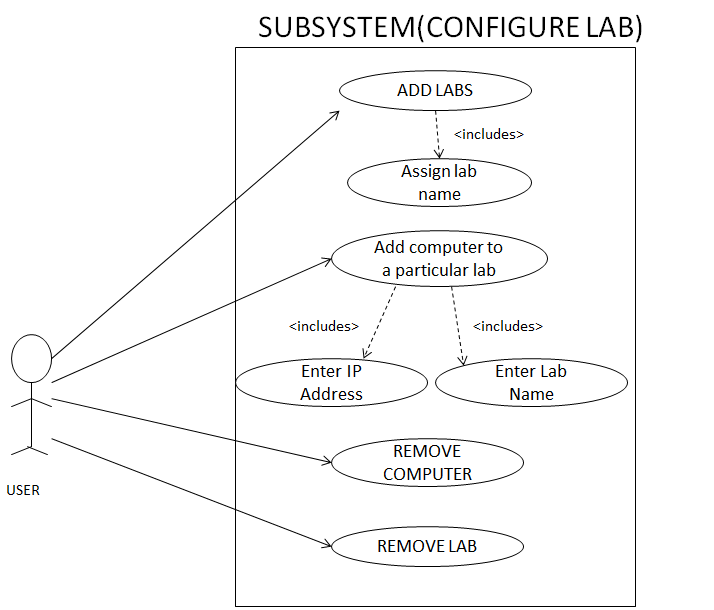 SUBSYSTEM(CONFIGURE LAB)
ADD LABS
<includes>
Assign lab
name
Add computer to
a particular lab
<includes>
<includes>
Enter IP
Address
Enter Lab
Name
REMOVE
COMPUTER
USER
REMOVE LAB